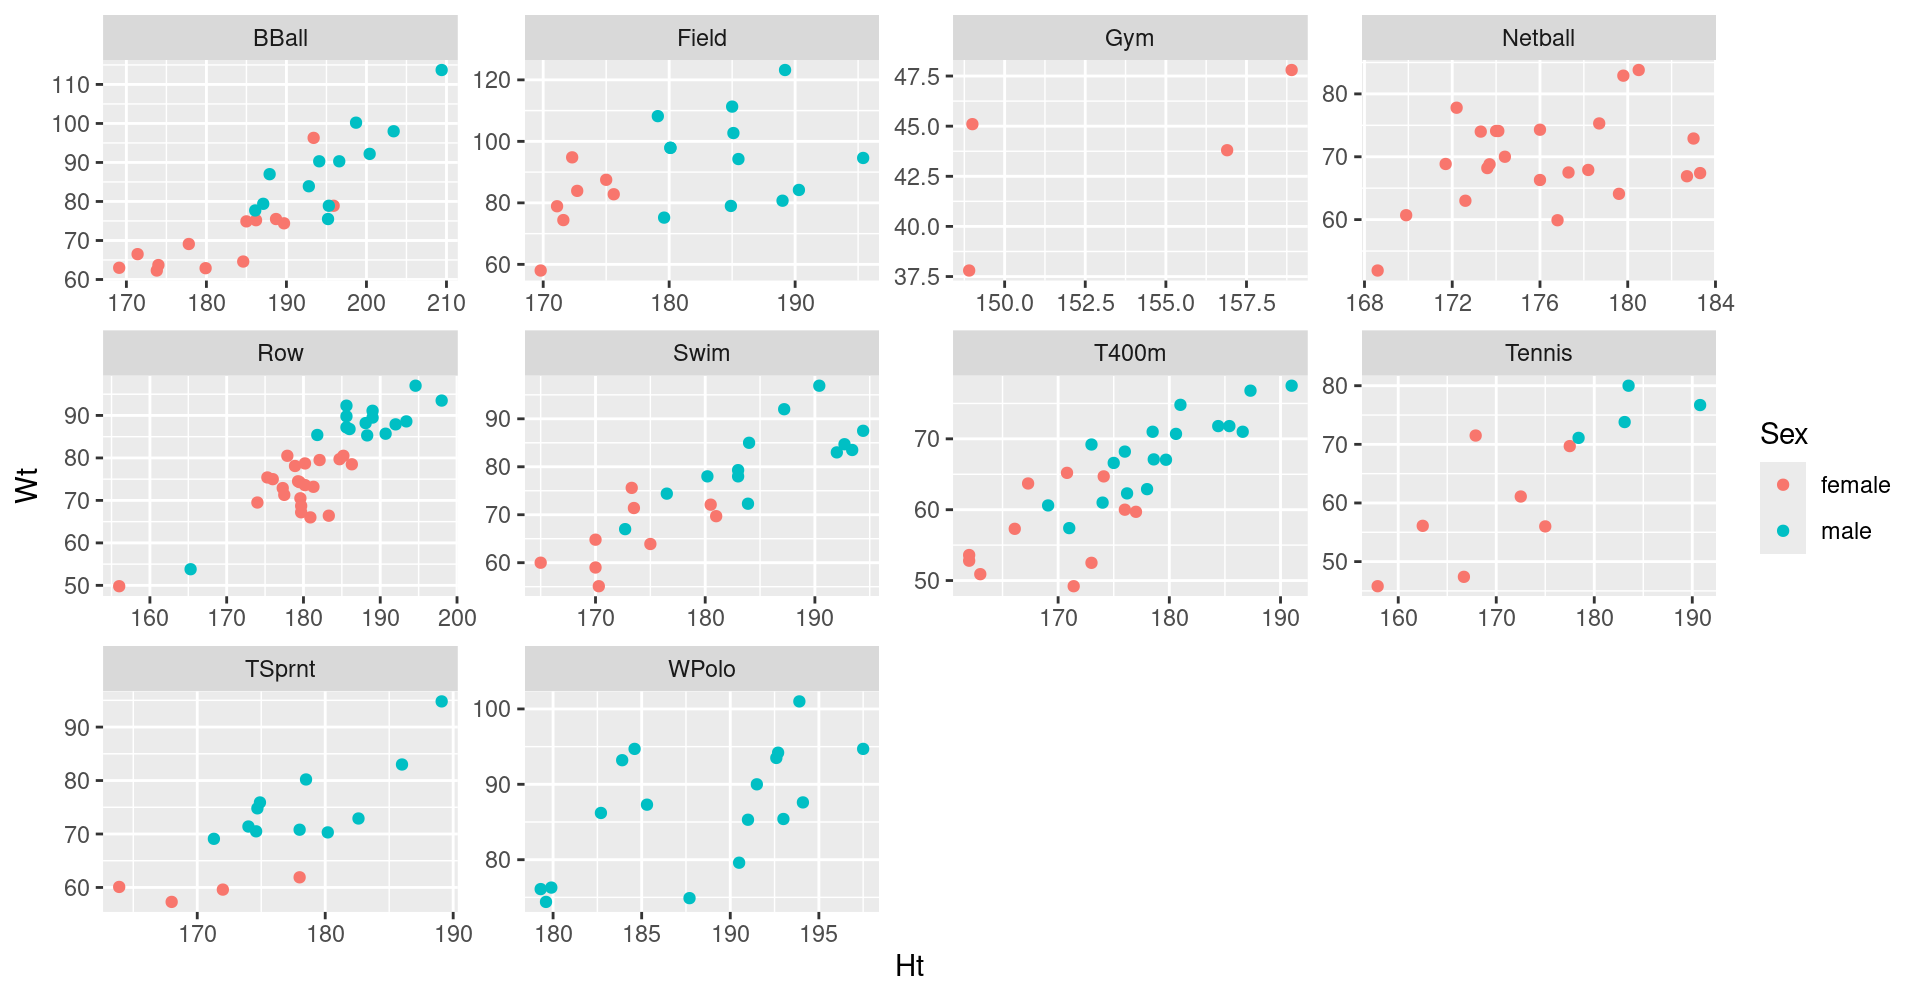 BBall
Field
Gym
Netball
110
100
90
80
70
60
170 180 190 200 210
120
100
80
60
170 180 190
47.5
45.0
42.5
40.0
37.5
150.0 152.5 155.0 157.5
80
70
60
168 172 176 180 184
Row
Swim
T400m
Tennis
90
80
70
60
50
160 170 180 190 200
90
80
70
60
170 180 190
70
60
50
170 180 190
80
70
60
50
160 170 180 190
TSprnt
WPolo
90
80
70
60
170 180 190
100
90
80
180 185 190 195
Wt
Ht
Sex
female
male